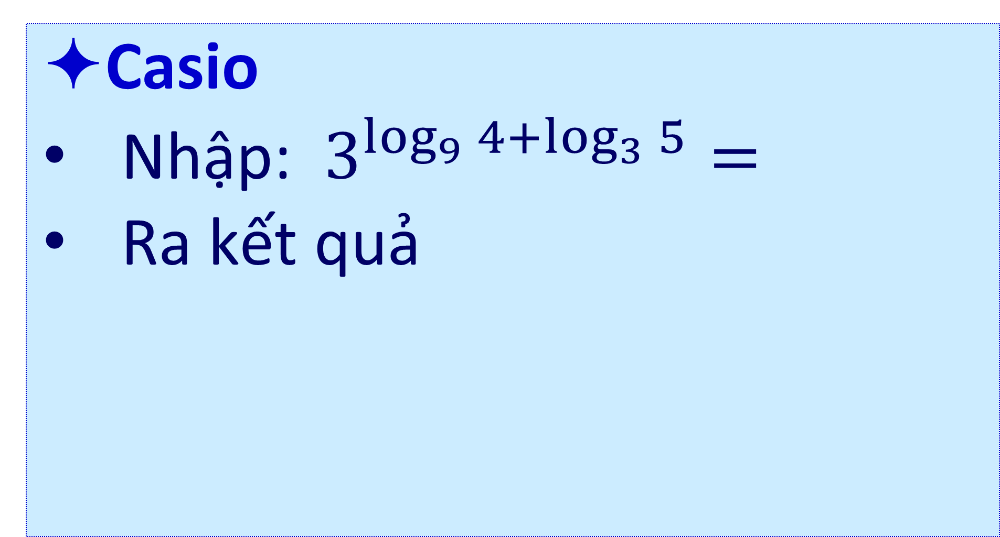 ✦Casio
• Nhập: 3^{log₉ 4+log₃ 5} =
• Ra kết quả